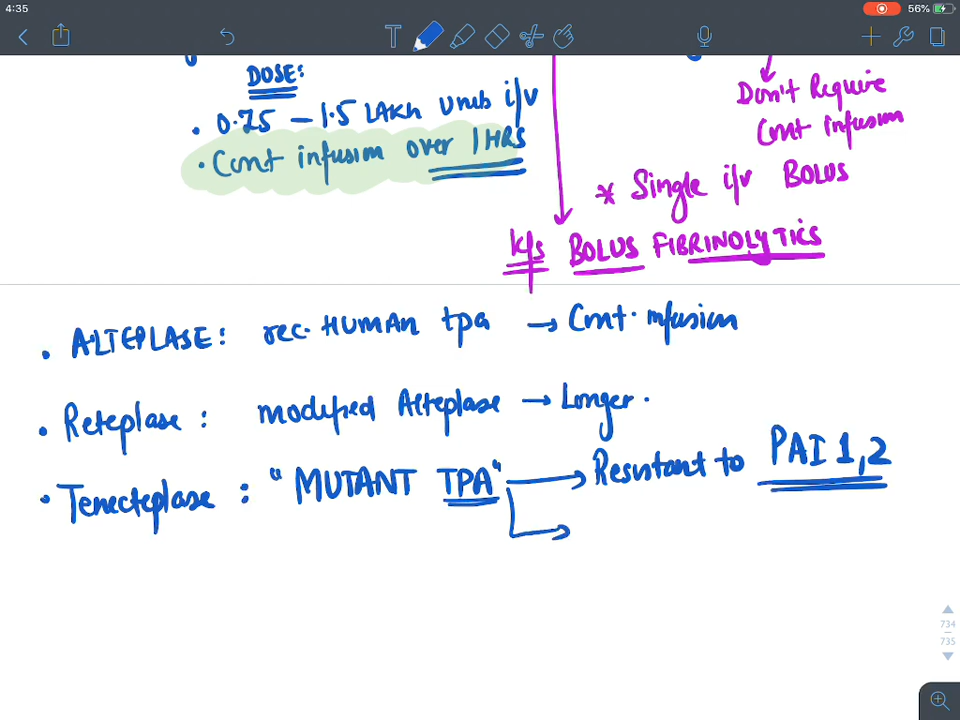 4:35
56%
T
DOSE:
• 0.75 - 1.5 LAKH Units i/v
• Cont infusion over 1 HRS
Don't Require
Cont infusion
* Single i/v BOLUS
K/s BOLUS FIBRINOLYTICS
• ALTEPLASE: rec. HUMAN tpa → Cont. infusion
• Reteplase: modified Alteplase → Longer.
• Tenecteplase: "MUTANT TPA" → Resistant to PAI 1,2
734
735